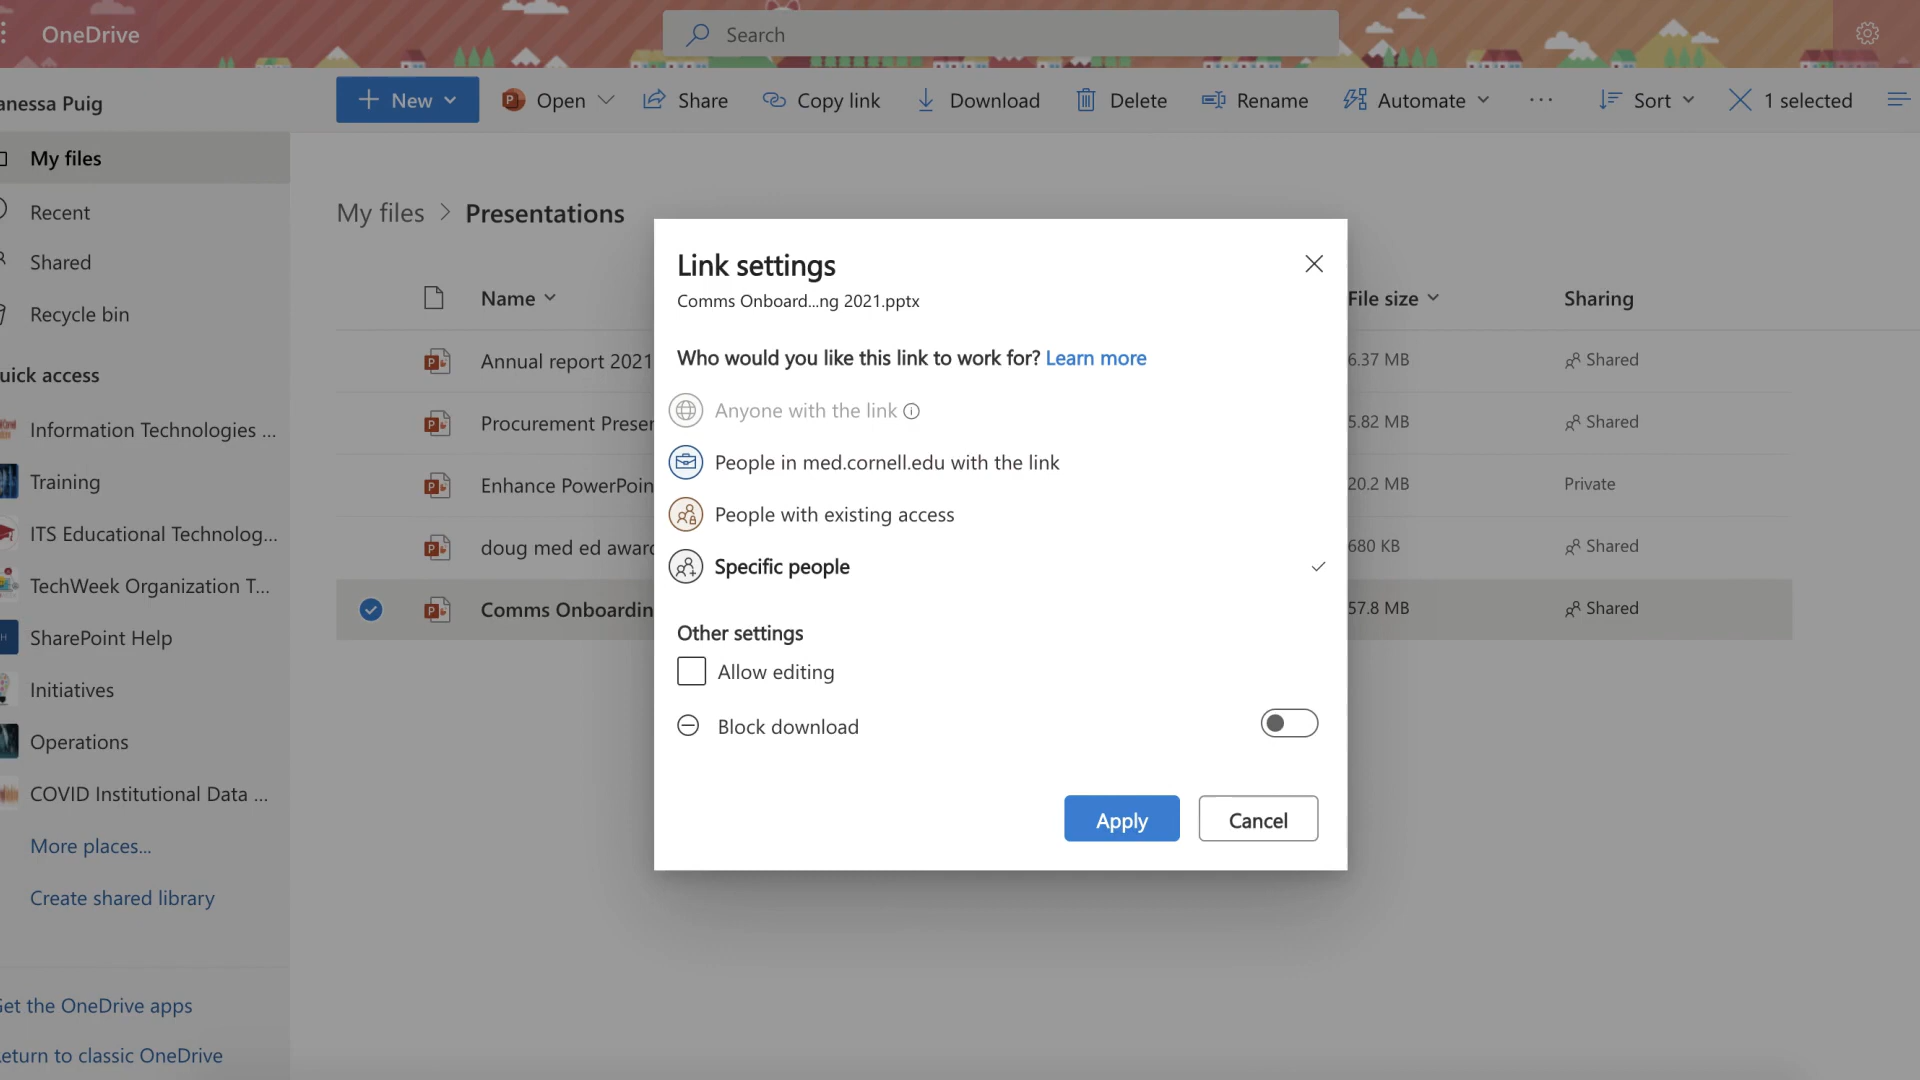 OneDrive
Search
anessa Puig
New
Open
Share
Copy link
Download
Delete
Rename
Automate
Sort
1 selected
My files
Recent
Shared
Recycle bin
uick access
Information Technologies ...
Training
ITS Educational Technolog...
TechWeek Organization T...
SharePoint Help
Initiatives
Operations
COVID Institutional Data ...
More places...
Create shared library
Get the OneDrive apps
eturn to classic OneDrive
My files > Presentations
Name
File size
Sharing
Annual report 2021
6.37 MB
Shared
Procurement Preser
5.82 MB
Shared
Enhance PowerPoin
20.2 MB
Private
doug med ed awarc
680 KB
Shared
Comms Onboardin
57.8 MB
Shared
Link settings
Comms Onboard...ng 2021.pptx
Who would you like this link to work for? Learn more
Anyone with the link
People in med.cornell.edu with the link
People with existing access
Specific people
Other settings
Allow editing
Block download
Apply
Cancel